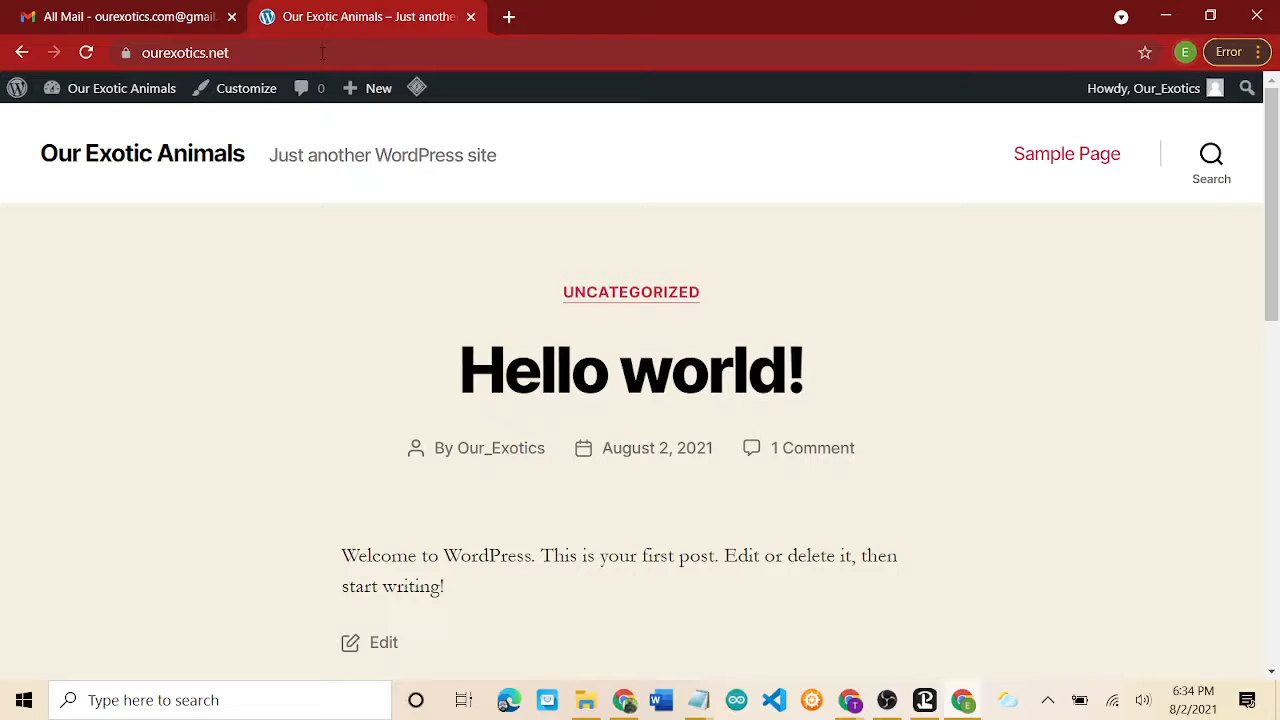 All Mail - ourexotics.com@gmail.
Our Exotic Animals – Just anothe
ourexotics.net
E
Error
Our Exotic Animals
Customize
0
New
Howdy, Our_Exotics
Our Exotic Animals
Just another WordPress site
Sample Page
Search
UNCATEGORIZED
Hello world!
By Our_Exotics
August 2, 2021
1 Comment
Welcome to WordPress. This is your first post. Edit or delete it, then
start writing!
Edit
Type here to search
6:34 PM
8/2/2021